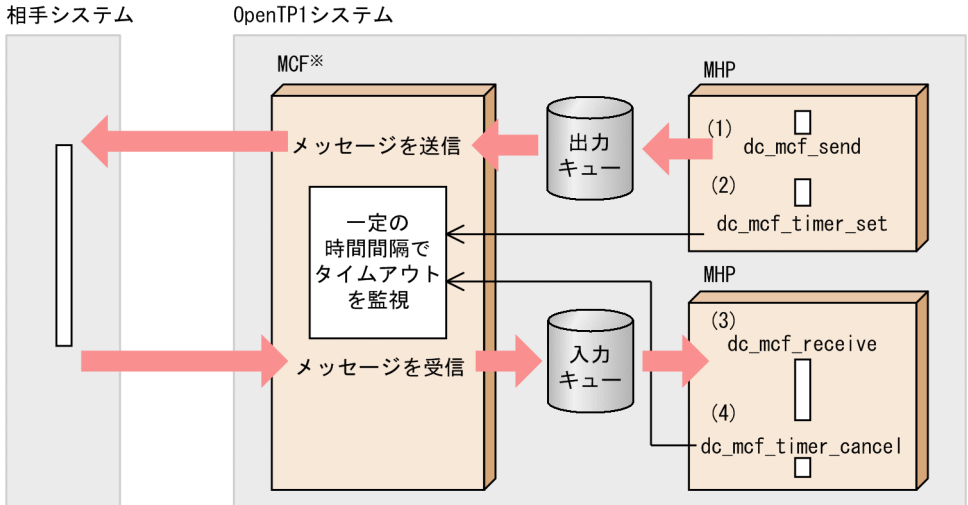 相手システム
OpenTP1システム
MCF※
MHP
メッセージを送信
出力
キュー
(1)
dc_mcf_send
(2)
dc_mcf_timer_set
一定の
時間間隔で
タイムアウト
を監視
MHP
メッセージを受信
入力
キュー
(3)
dc_mcf_receive
(4)
dc_mcf_timer_cancel